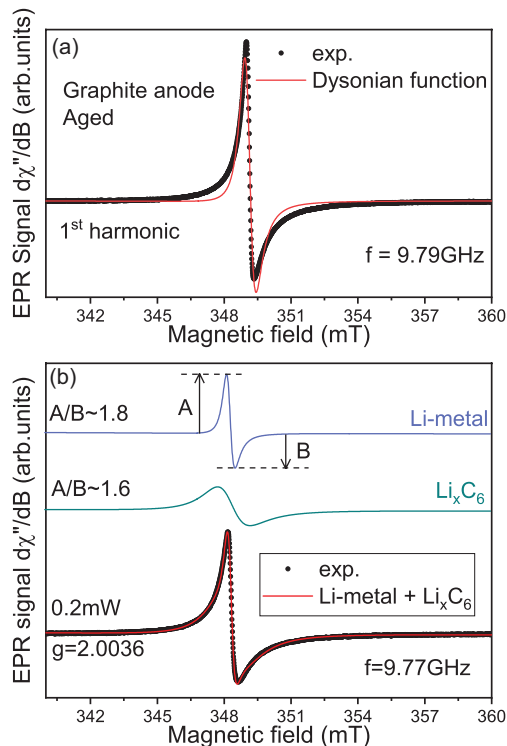 (a)
exp.
Dysonian function
Graphite anode
Aged
1st harmonic
f = 9.79GHz
EPR Signal dχ"/dB (arb.units)
342 345 348 351 354 357 360
Magnetic field (mT)
(b)
A/B~1.8
A
B
Li-metal
A/B~1.6
LixC6
exp.
Li-metal + LixC6
0.2mW
g=2.0036
f=9.77GHz
EPR signal dχ"/dB (arb.units)
342 345 348 351 354 357 360
Magnetic field (mT)